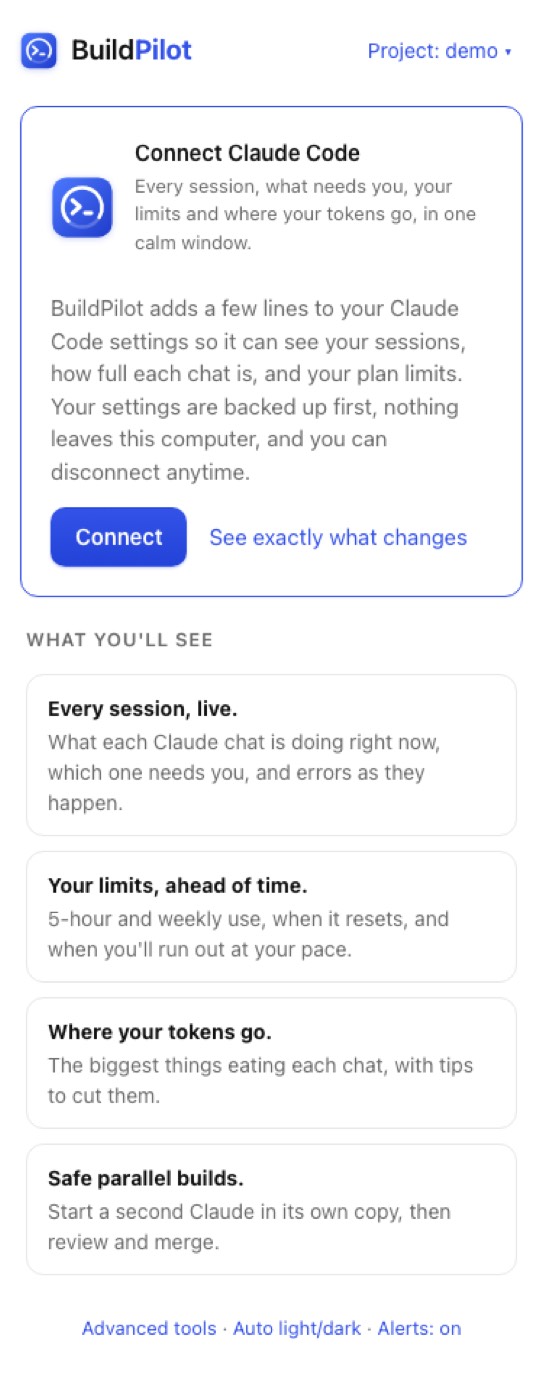 BuildPilot
Project: demo ▾
Connect Claude Code
Every session, what needs you, your
limits and where your tokens go, in one
calm window.
BuildPilot adds a few lines to your Claude
Code settings so it can see your sessions,
how full each chat is, and your plan limits.
Your settings are backed up first, nothing
leaves this computer, and you can
disconnect anytime.
Connect
See exactly what changes
WHAT YOU'LL SEE
Every session, live.
What each Claude chat is doing right now,
which one needs you, and errors as they
happen.
Your limits, ahead of time.
5-hour and weekly use, when it resets, and
when you'll run out at your pace.
Where your tokens go.
The biggest things eating each chat, with tips
to cut them.
Safe parallel builds.
Start a second Claude in its own copy, then
review and merge.
Advanced tools · Auto light/dark · Alerts: on